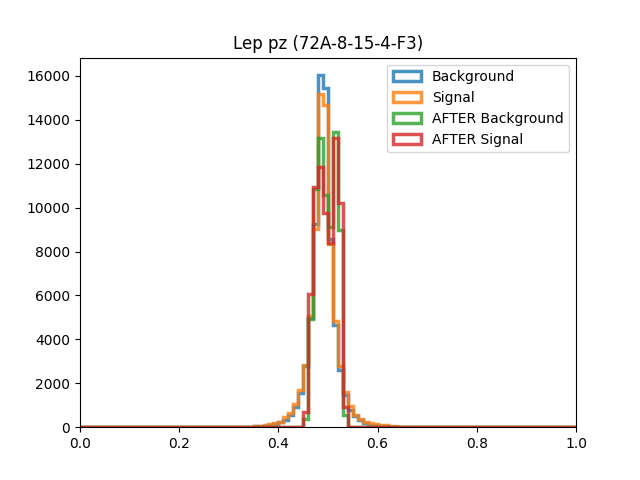 Lep pz (72A-8-15-4-F3)
Background
Signal
AFTER Background
AFTER Signal
16000
14000
12000
10000
8000
6000
4000
2000
0
0.0 0.2 0.4 0.6 0.8 1.0